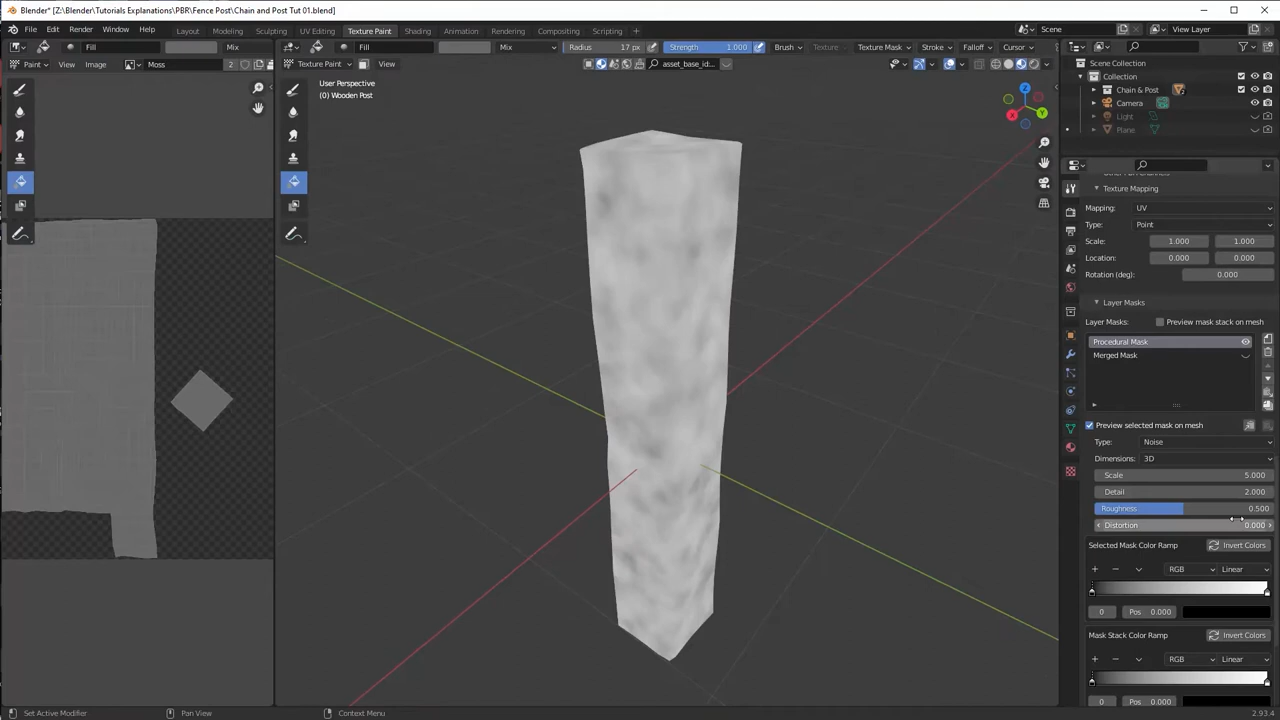 Blender* [Z:\Blender\Tutorials Explanations\PBR\Fence Post\Chain and Post Tut 01.blend]
File Edit Render Window Help Layout Modeling Sculpting UV Editing Texture Paint Shading Animation Rendering Compositing Scripting Scene View Layer
Fill Mix Fill Mix Radius 17 px Strength 1.000 Brush Texture Texture Mask Stroke Falloff Cursor
Paint View Image Moss 2 Texture Paint View asset_base_id:...
Scene Collection
Collection
Chain & Post
Camera
Light
Plane
User Perspective
(0) Wooden Post
X
Y
Z
Texture Mapping
Mapping: UV
Type: Point
Scale: 1.000 1.000
Location: 0.000 0.000
Rotation (deg): 0.000
Layer Masks
Layer Masks: Preview mask stack on mesh
Procedural Mask
Merged Mask
Preview selected mask on mesh
Type: Noise
Dimensions: 3D
Scale 5.000
Detail 2.000
Roughness 0.500
Distortion 0.000
Selected Mask Color Ramp Invert Colors
RGB Linear
0 Pos 0.000
Mask Stack Color Ramp Invert Colors
RGB Linear
0 Pos 0.000
Set Active Modifier Pan View Context Menu 2.93.4